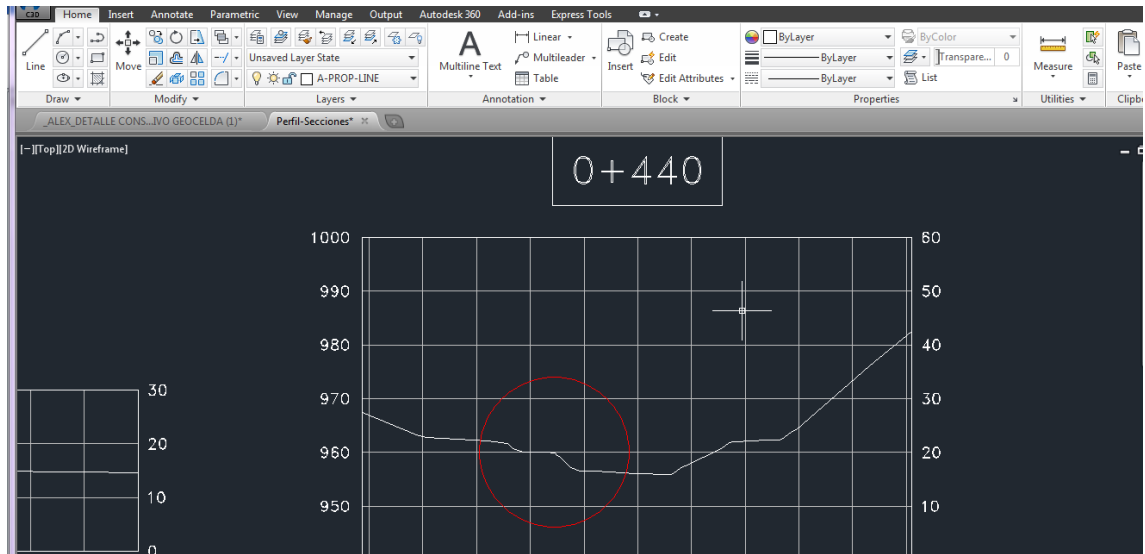 C3D Home Insert Annotate Parametric View Manage Output Autodesk 360 Add-ins Express Tools
Line
Move
Unsaved Layer State
A-PROP-LINE
A
Multiline Text
Linear
Multileader
Table
Insert
Create
Edit
Edit Attributes
ByLayer
ByLayer
ByLayer
ByColor
Transpare... 0
List
Measure
Paste
Draw Modify Layers Annotation Block Properties Utilities Clipb
_ALEX_DETALLE CONS...IVO GEOCELDA (1)* Perfil-Secciones*
[−][Top][2D Wireframe]
0+440
1000 60
990 50
980 40
970 30
960 20
950 10
30
20
10
0